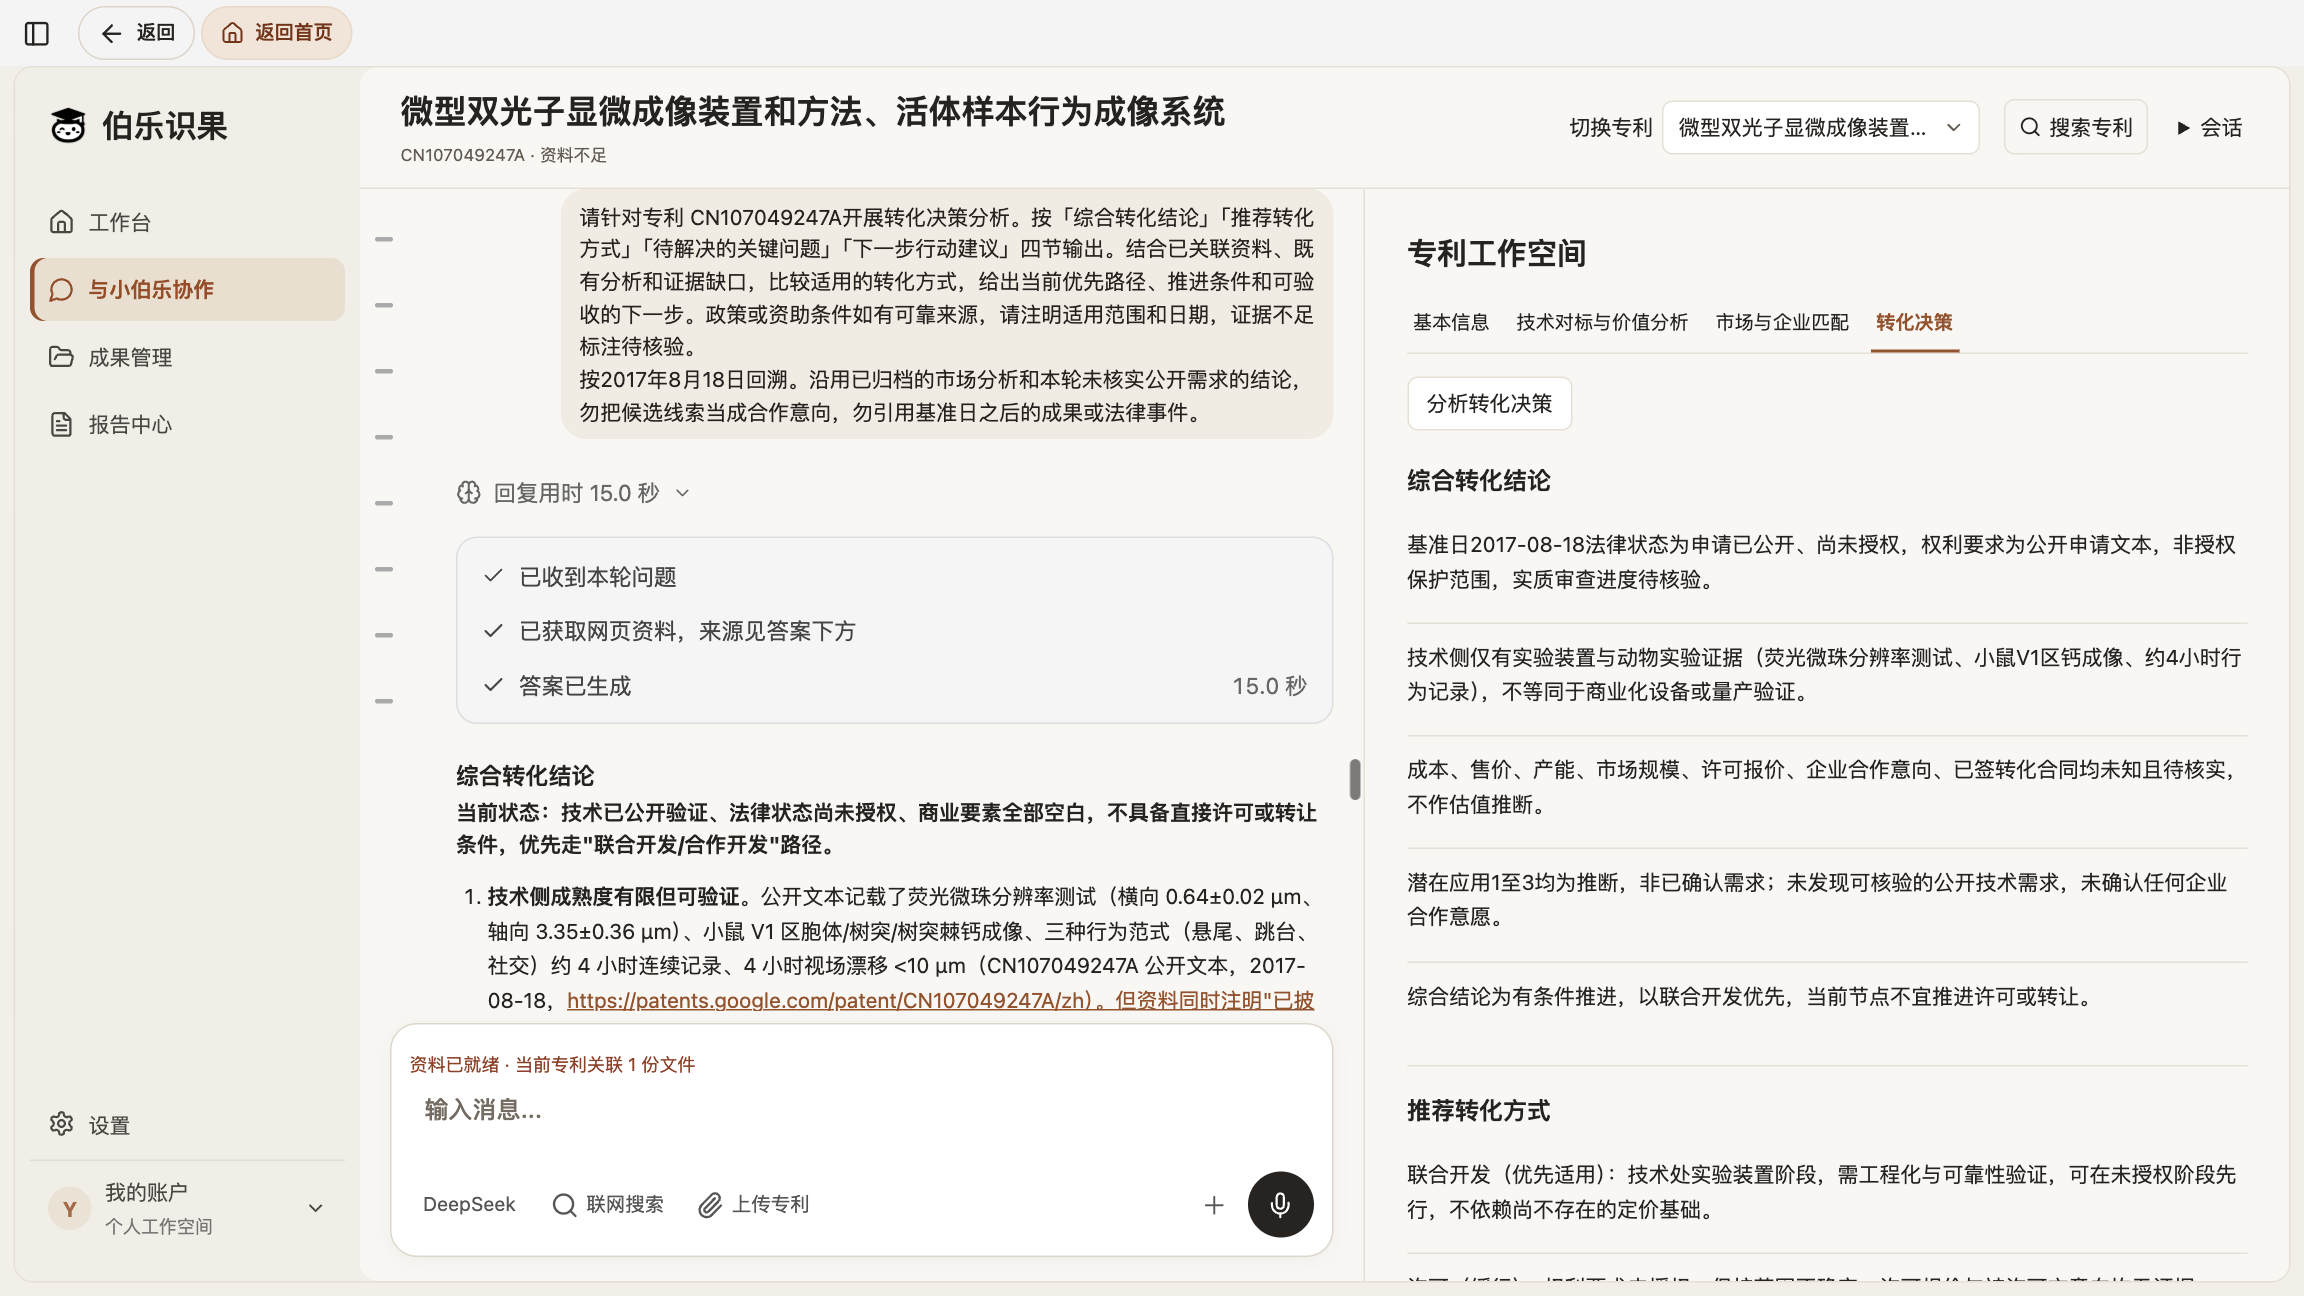 返回
返回首页
伯乐识果
工作台
与小伯乐协作
成果管理
报告中心
设置
Y
我的账户
个人工作空间
微型双光子显微成像装置和方法、活体样本行为成像系统
CN107049247A · 资料不足
切换专利
微型双光子显微成像装置...
搜索专利
会话
请针对专利 CN107049247A开展转化决策分析。按「综合转化结论」「推荐转化
方式」「待解决的关键问题」「下一步行动建议」四节输出。结合已关联资料、既
有分析和证据缺口，比较适用的转化方式，给出当前优先路径、推进条件和可验
收的下一步。政策或资助条件如有可靠来源，请注明适用范围和日期，证据不足
标注待核验。
按2017年8月18日回溯。沿用已归档的市场分析和本轮未核实公开需求的结论，
勿把候选线索当成合作意向，勿引用基准日之后的成果或法律事件。
回复用时 15.0 秒
已收到本轮问题
已获取网页资料，来源见答案下方
答案已生成
15.0 秒
综合转化结论
当前状态：技术已公开验证、法律状态尚未授权、商业要素全部空白，不具备直接许可或转让
条件，优先走"联合开发/合作开发"路径。
1. 技术侧成熟度有限但可验证。公开文本记载了荧光微珠分辨率测试（横向 0.64±0.02 μm、
轴向 3.35±0.36 μm）、小鼠 V1 区胞体/树突/树突棘钙成像、三种行为范式（悬尾、跳台、
社交）约 4 小时连续记录、4 小时视场漂移 <10 μm（CN107049247A 公开文本，2017-
08-18，https://patents.google.com/patent/CN107049247A/zh）。但资料同时注明"已披
资料已就绪 · 当前专利关联 1 份文件
输入消息...
DeepSeek
联网搜索
上传专利
专利工作空间
基本信息
技术对标与价值分析
市场与企业匹配
转化决策
分析转化决策
综合转化结论
基准日2017-08-18法律状态为申请已公开、尚未授权，权利要求为公开申请文本，非授权
保护范围，实质审查进度待核验。
技术侧仅有实验装置与动物实验证据（荧光微珠分辨率测试、小鼠V1区钙成像、约4小时行
为记录），不等同于商业化设备或量产验证。
成本、售价、产能、市场规模、许可报价、企业合作意向、已签转化合同均未知且待核实，
不作估值推断。
潜在应用1至3均为推断，非已确认需求；未发现可核验的公开技术需求，未确认任何企业
合作意愿。
综合结论为有条件推进，以联合开发优先，当前节点不宜推进许可或转让。
推荐转化方式
联合开发（优先适用）：技术处实验装置阶段，需工程化与可靠性验证，可在未授权阶段先
行，不依赖尚不存在的定价基础。